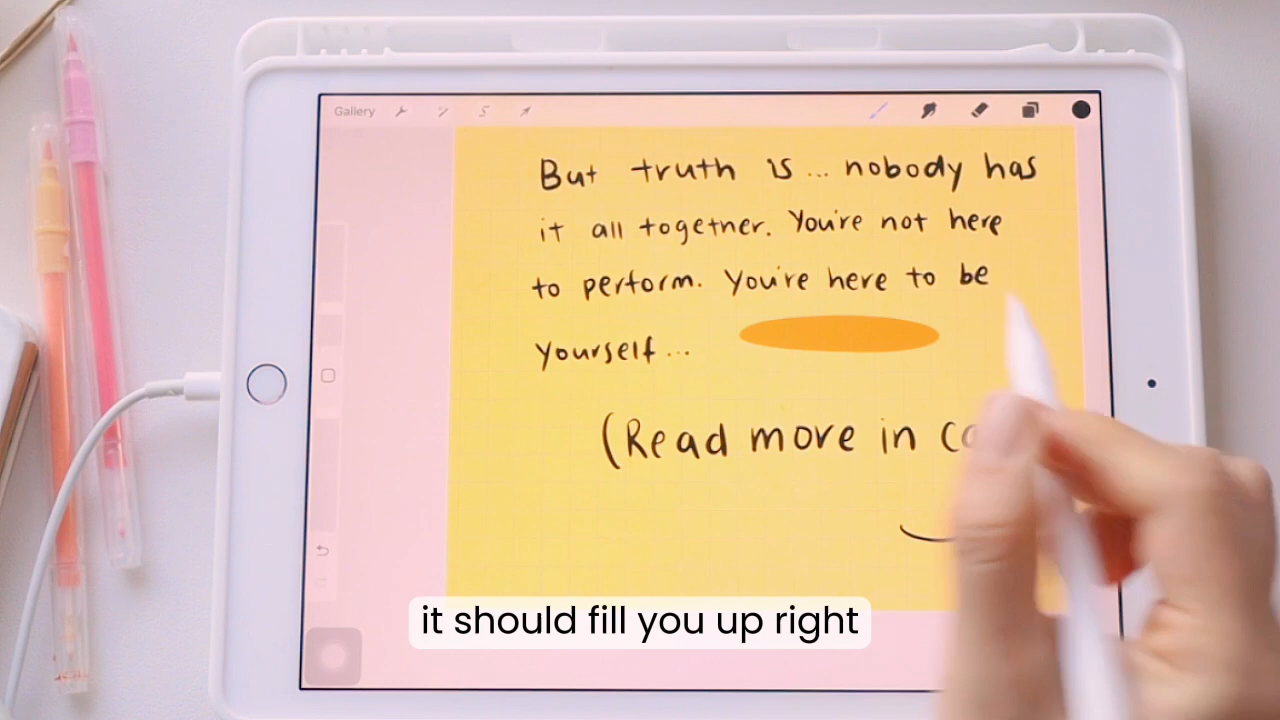 Gallery
But truth is... nobody has
it all together. You're not here
to perform. You're here to be
yourself...
(Read more in
it should fill you up right